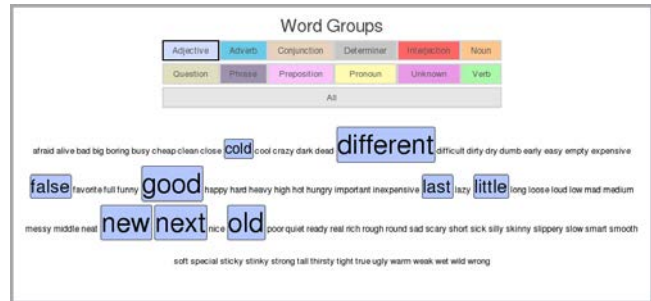 Word Groups
Adjective Adverb Conjunction Determiner Interjection Noun
Question Phrase Preposition Pronoun Unknown Verb
All
afraid alive bad big boring busy cheap clean close cold cool crazy dark dead different difficult dirty dry dumb early easy empty expensive
false favorite full funny good happy hard heavy high hot hungry important inexpensive last lazy little long loose loud low mad medium
messy middle neat new next nice old poor quiet ready real rich rough round sad scary short sick silly skinny slippery slow smart smooth
soft special sticky stinky strong tall thirsty tight true ugly warm weak wet wild wrong